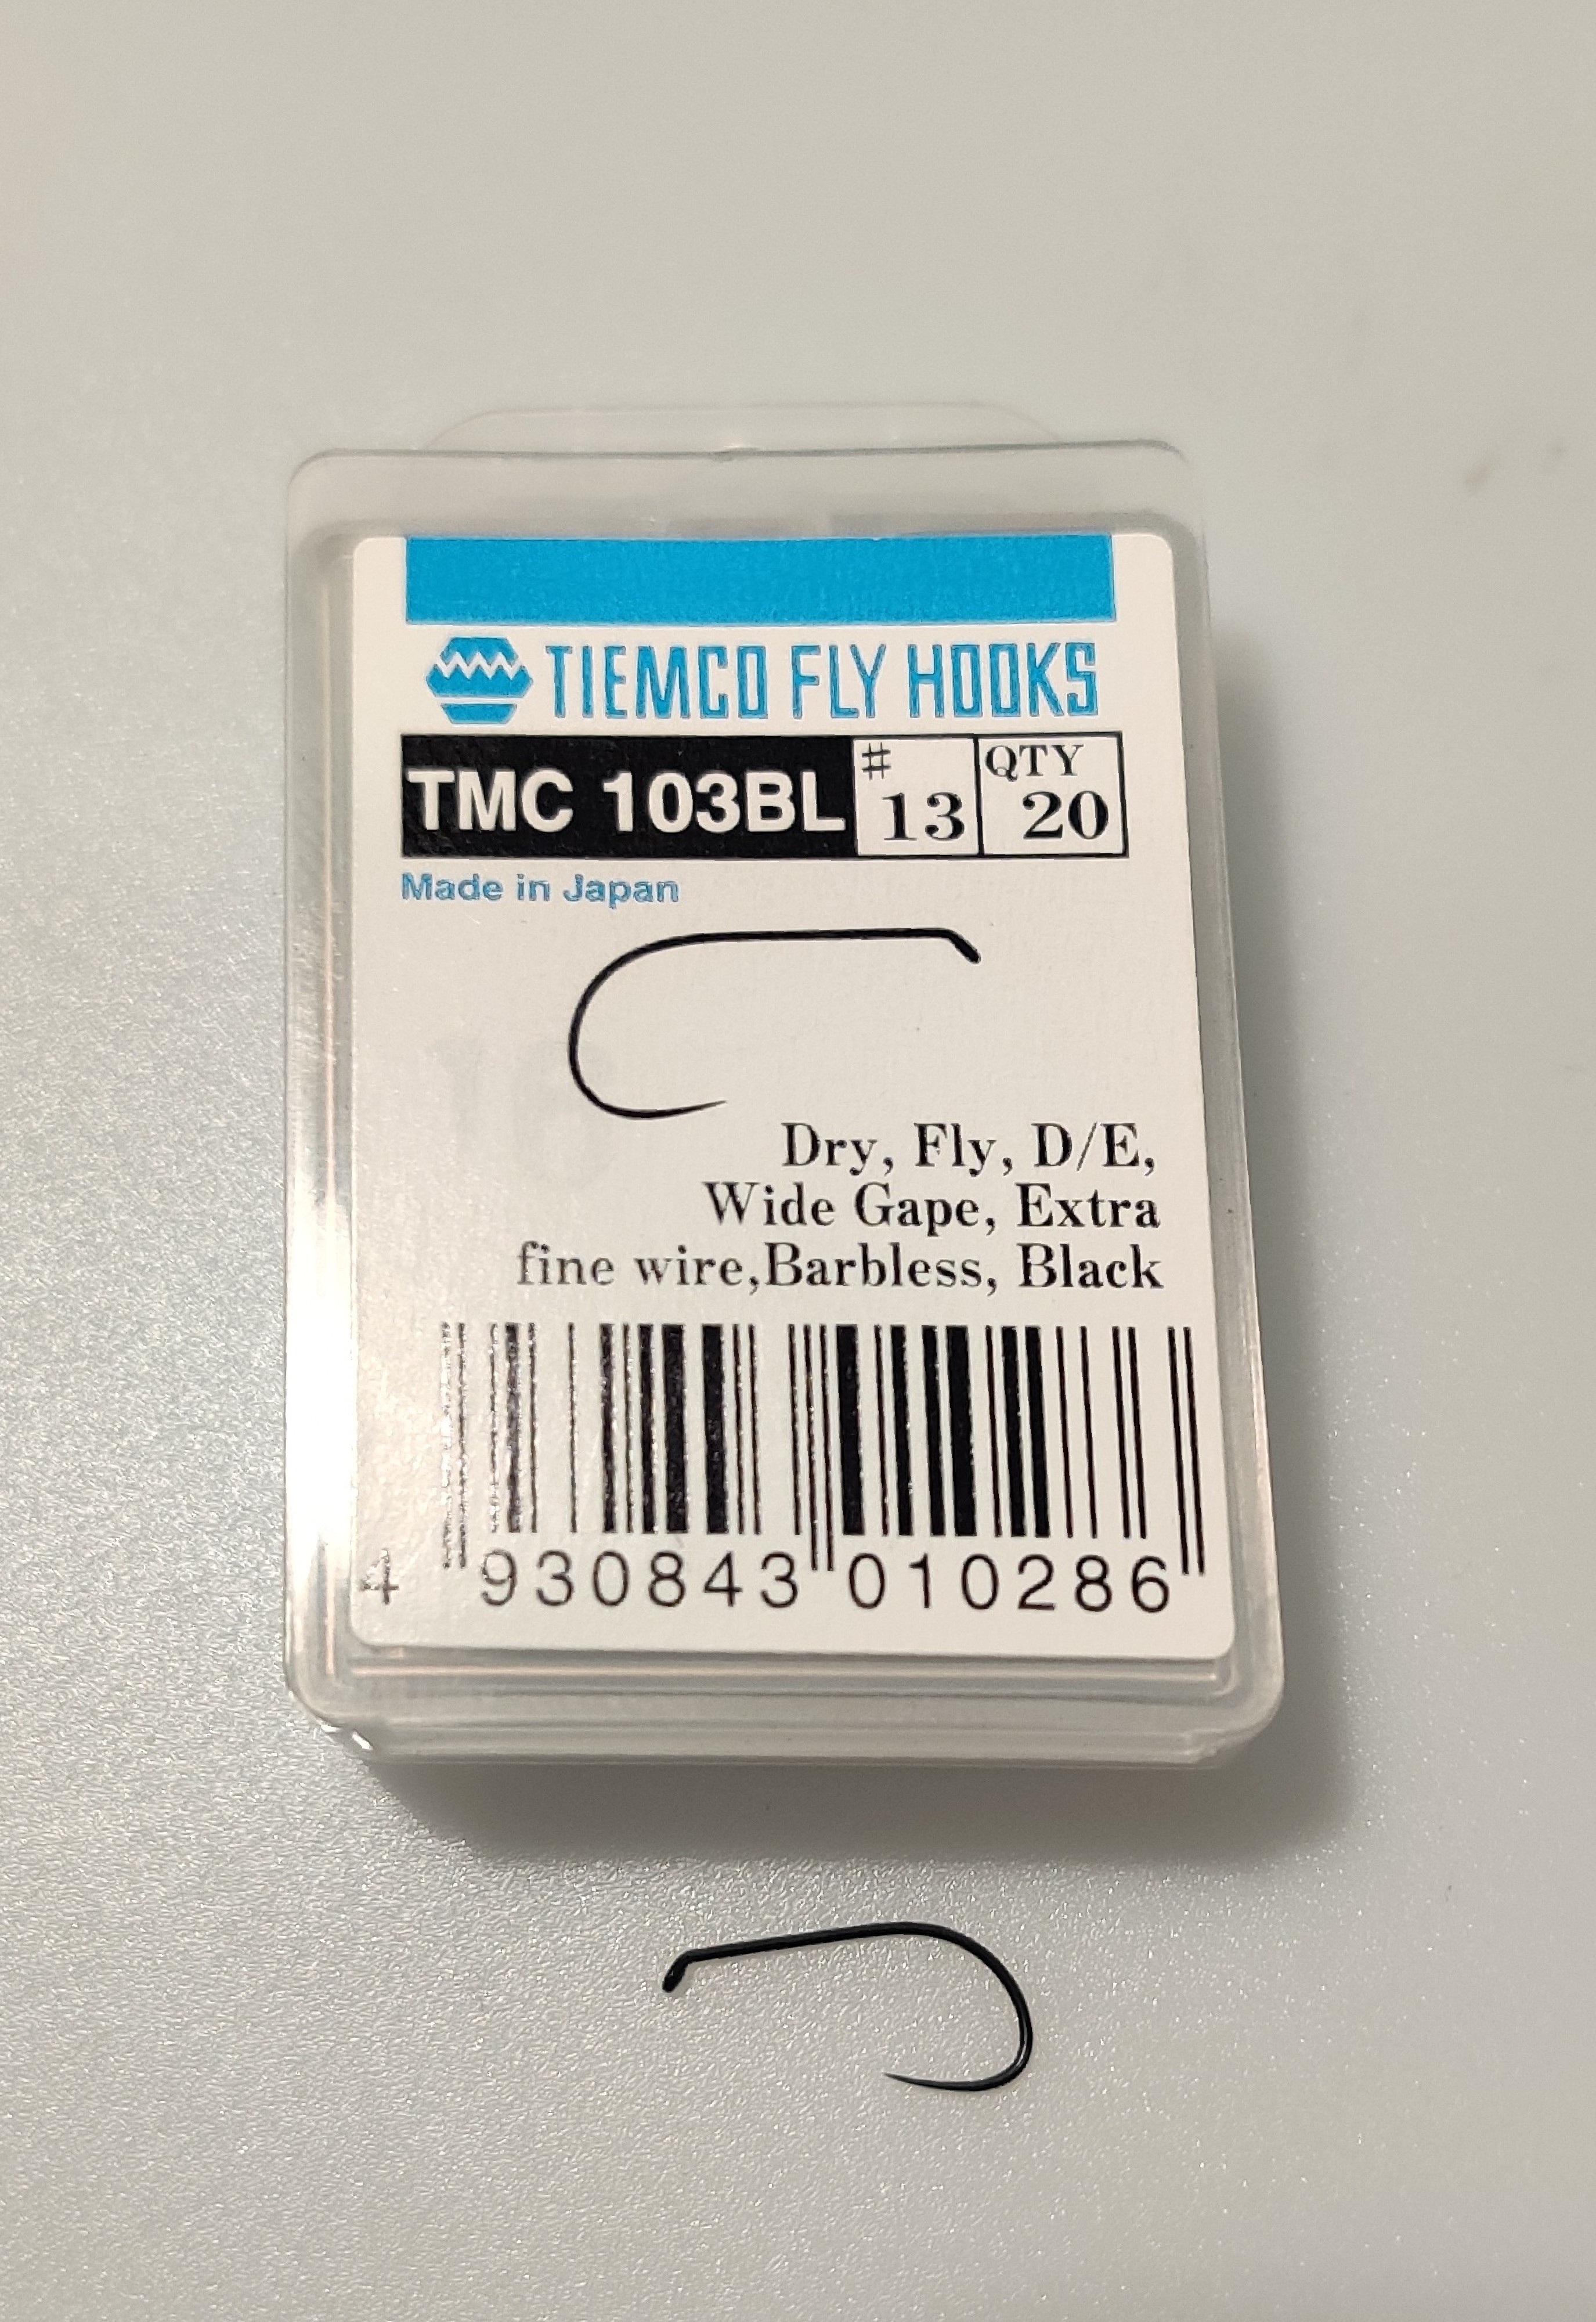 TIEMCO FLY HOOKS
TMC 103BL # 13 QTY 20
Made in Japan
Dry, Fly, D/E,
Wide Gape, Extra
fine wire,Barbless, Black
4 930843 010286